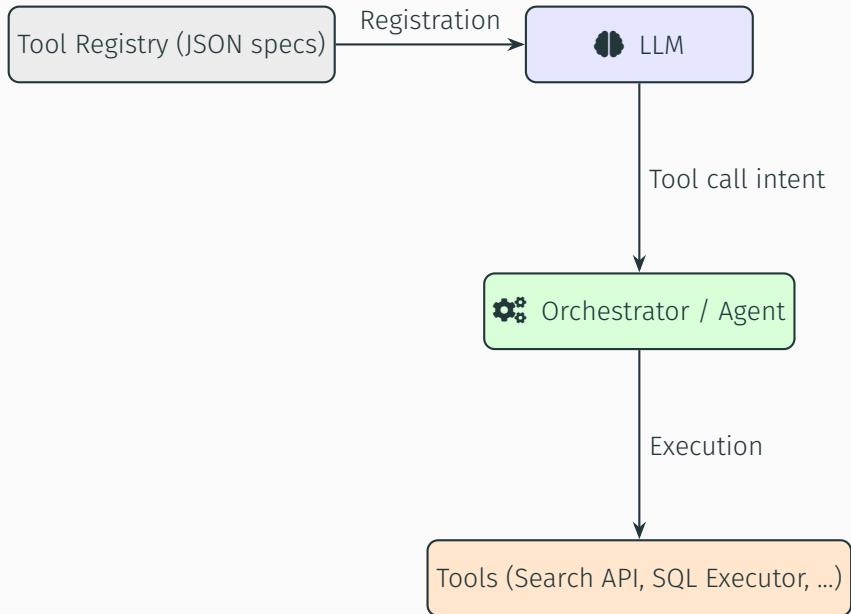 Tool Registry (JSON specs)
Registration
LLM
Tool call intent
Orchestrator / Agent
Execution
Tools (Search API, SQL Executor, ...)